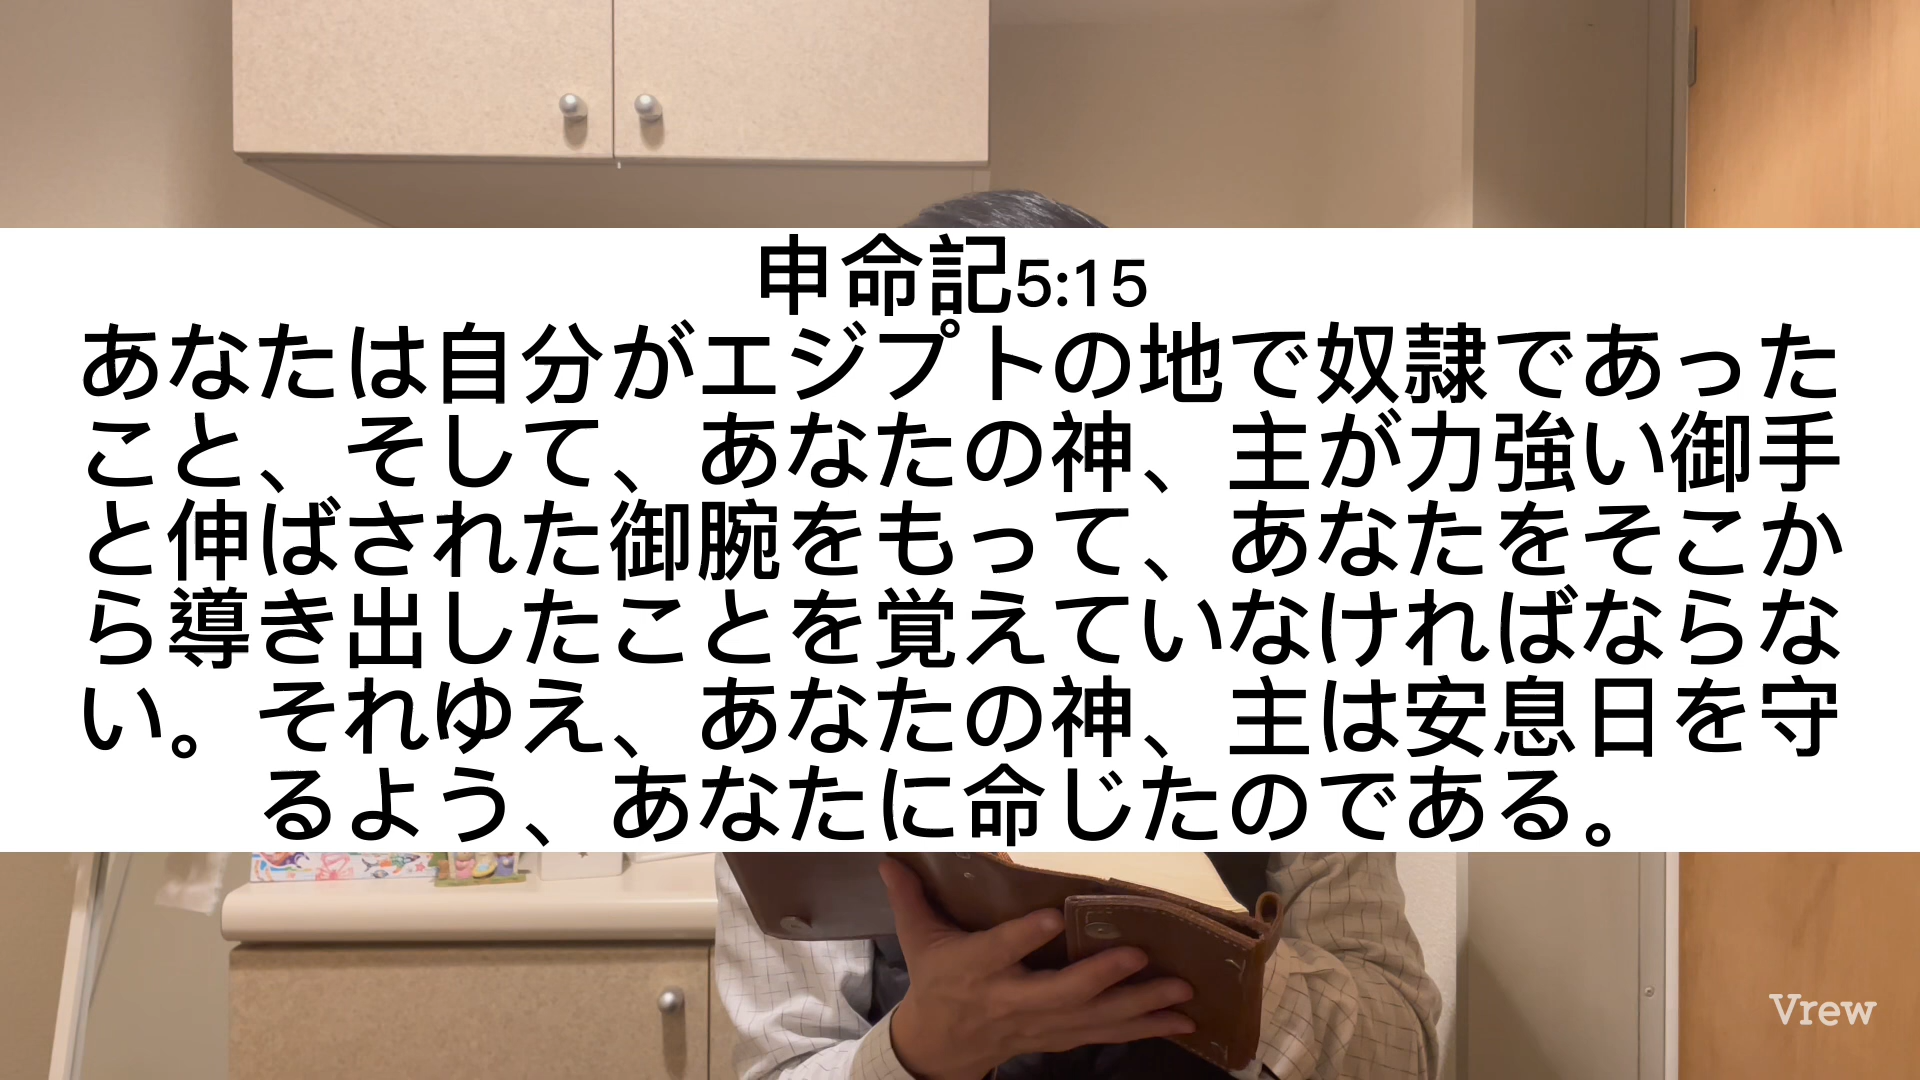 申命記5:15
あなたは自分がエジプトの地で奴隷であった
こと、そして、あなたの神、主が力強い御手
と伸ばされた御腕をもって、あなたをそこか
ら導き出したことを覚えていなければならな
い。それゆえ、あなたの神、主は安息日を守
るよう、あなたに命じたのである。
Vrew